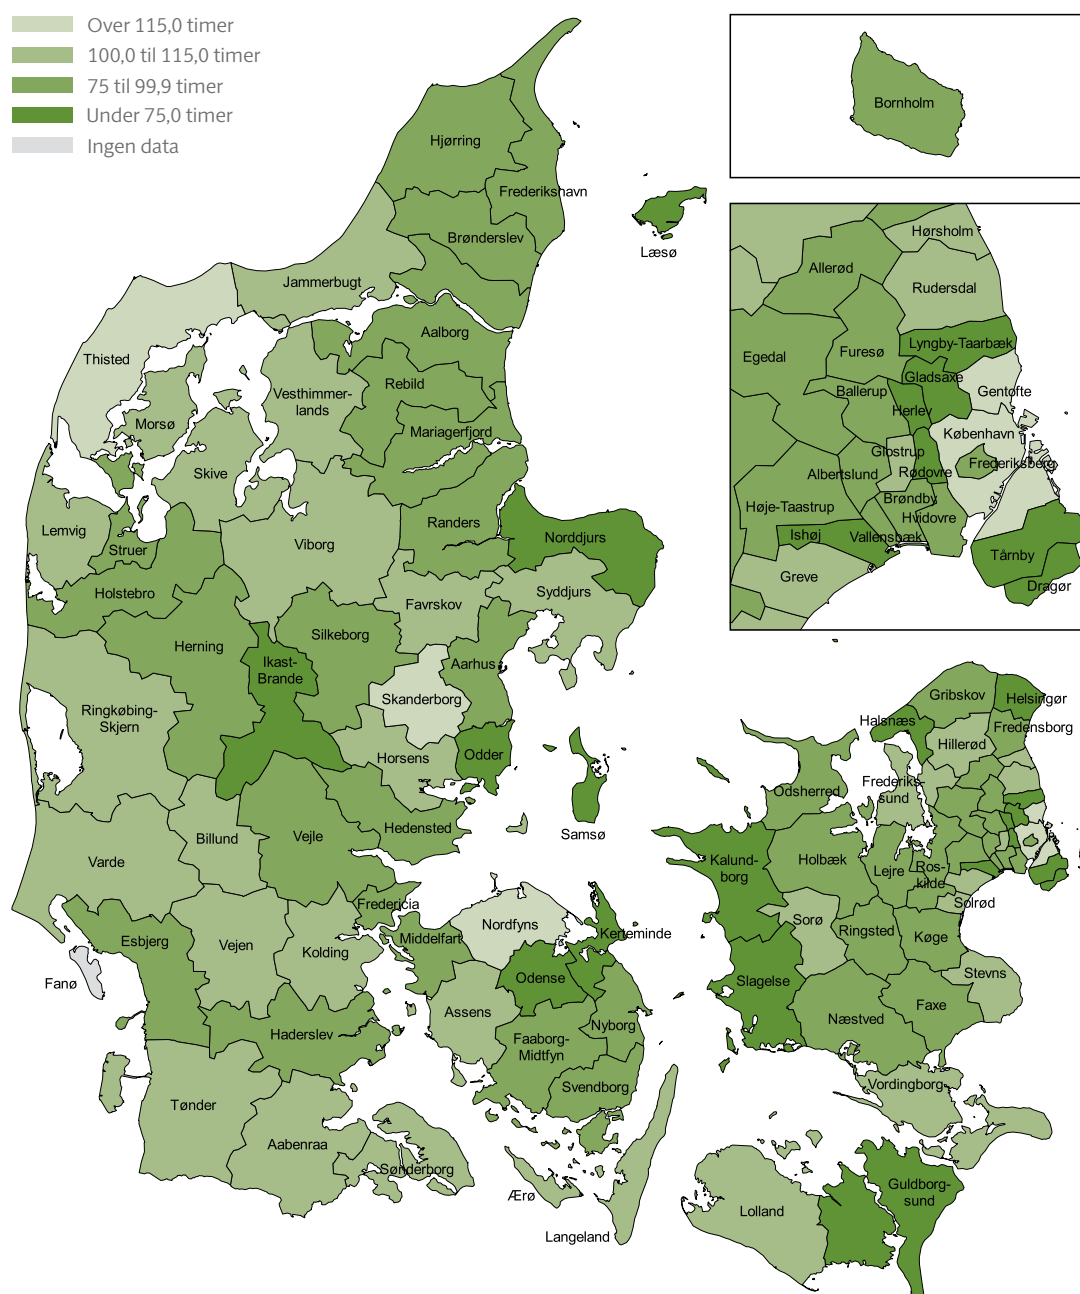 Over 115,0 timer
100,0 til 115,0 timer
75 til 99,9 timer
Under 75,0 timer
Ingen data
Bornholm
Hjørring
Frederikshavn
Brønderslev
Læsø
Jammerbugt
Aalborg
Thisted
Rebild
Vesthimmer-
lands
Morsø
Mariagerfjord
Skive
Lemvig
Randers
Struer
Viborg
Norddjurs
Holstebro
Favrskov
Syddjurs
Herning
Silkeborg
Ikast-
Brande
Aarhus
Skanderborg
Ringkøbing-
Skjern
Horsens
Odder
Samsø
Hedensted
Billund
Vejle
Varde
Fredericia
Esbjerg
Vejen
Kolding
Middelfart
Nordfyns
Kerteminde
Fanø
Odense
Assens
Haderslev
Nyborg
Faaborg-
Midtfyn
Svendborg
Tønder
Aabenraa
Sønderborg
Ærø
Langeland
Hørsholm
Allerød
Rudersdal
Lyngby-Taarbæk
Egedal
Furesø
Gladsaxe
Ballerup
Gentofte
Herlev
København
Glostrup
Frederiksberg
Albertslund
Rødovre
Brøndby
Høje-Taastrup
Hvidovre
Ishøj
Vallensbæk
Tårnby
Greve
Dragør
Gribskov
Helsingør
Halsnæs
Fredensborg
Hillerød
Frederiks-
sund
Odsherred
Kalund-
borg
Holbæk
Lejre
Ros-
kilde
Solrød
Sorø
Ringsted
Køge
Stevns
Slagelse
Faxe
Næstved
Vordingborg
Guldborg-
sund
Lolland